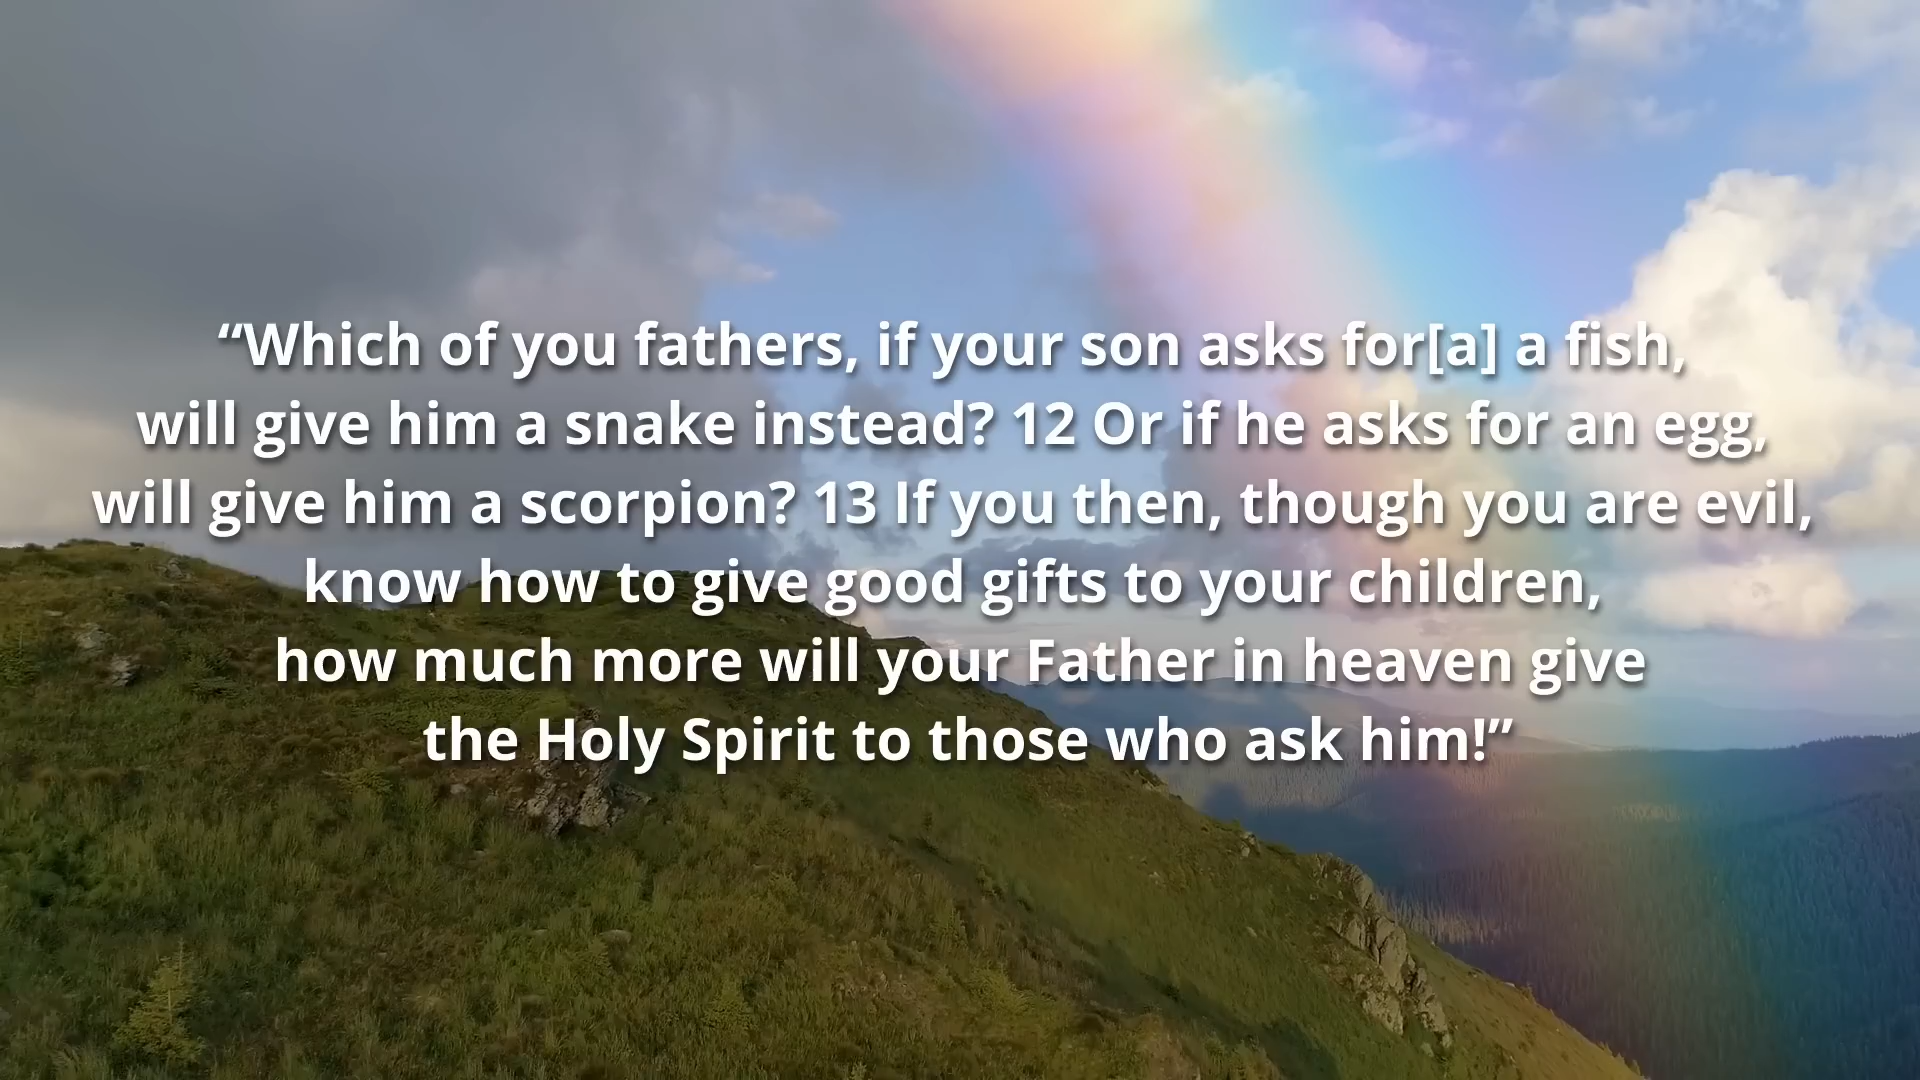 “Which of you fathers, if your son asks for[a] a fish,
will give him a snake instead? 12 Or if he asks for an egg,
will give him a scorpion? 13 If you then, though you are evil,
know how to give good gifts to your children,
how much more will your Father in heaven give
the Holy Spirit to those who ask him!”